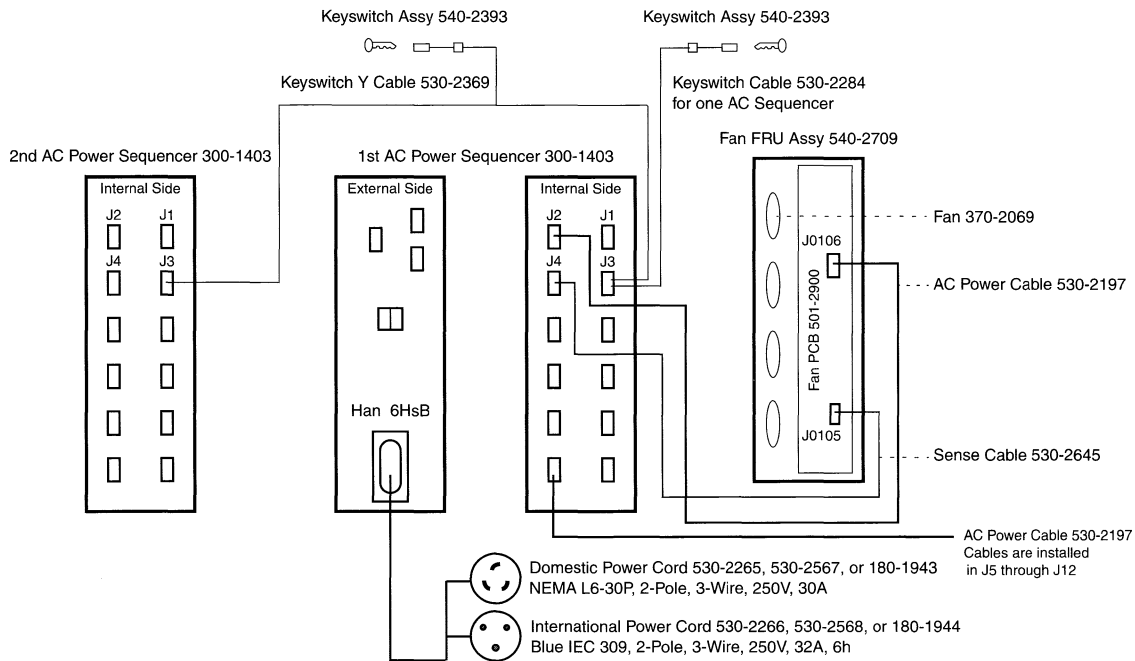 Keyswitch Assy 540-2393
Keyswitch Assy 540-2393
Keyswitch Y Cable 530-2369
Keyswitch Cable 530-2284
for one AC Sequencer
Fan FRU Assy 540-2709
2nd AC Power Sequencer 300-1403
1st AC Power Sequencer 300-1403
Internal Side
External Side
Internal Side
J2
J1
J4
J3
J2
J1
J4
J3
J0106
Fan PCB 501-2900
J0105
Fan 370-2069
AC Power Cable 530-2197
Sense Cable 530-2645
Han 6HsB
AC Power Cable 530-2197
Cables are installed
in J5 through J12
Domestic Power Cord 530-2265, 530-2567, or 180-1943
NEMA L6-30P, 2-Pole, 3-Wire, 250V, 30A
International Power Cord 530-2266, 530-2568, or 180-1944
Blue IEC 309, 2-Pole, 3-Wire, 250V, 32A, 6h